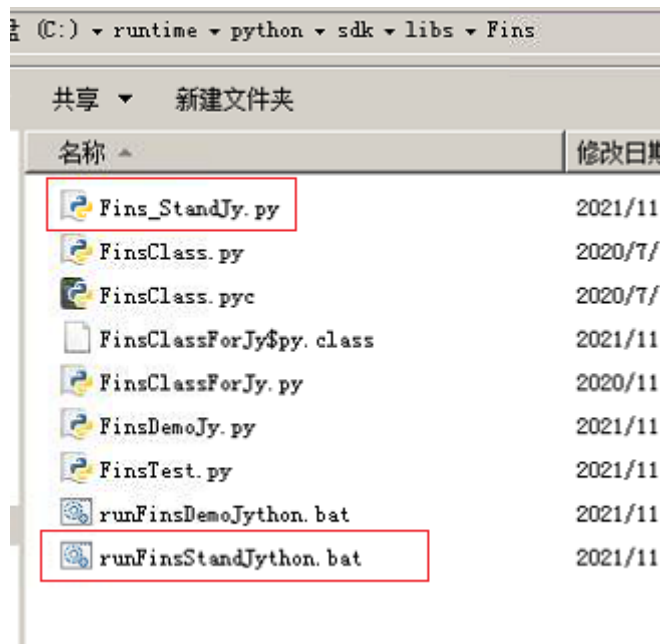 (C:) ▾ runtime ▾ python ▾ sdk ▾ libs ▾ Fins
共享 ▼ 新建文件夹
名称 修改日期
Fins_StandJy.py 2021/11
FinsClass.py 2020/7/
FinsClass.pyc 2020/7/
FinsClassForJy$py.class 2021/11
FinsClassForJy.py 2020/11
FinsDemoJy.py 2021/11
FinsTest.py 2021/11
runFinsDemoJython.bat 2021/11
runFinsStandJython.bat 2021/11